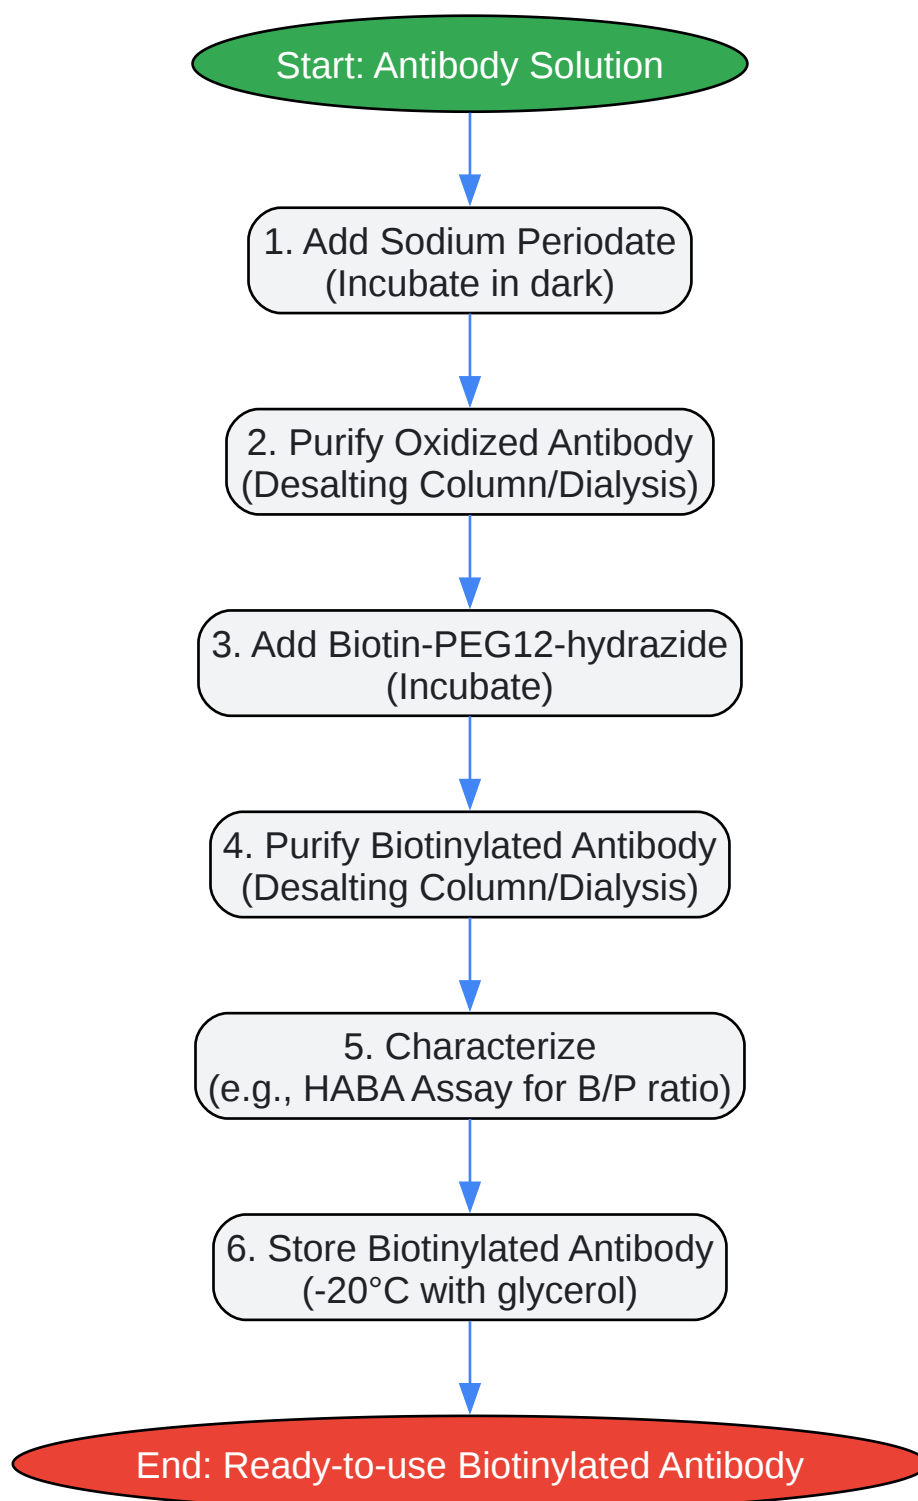 Start: Antibody Solution
1. Add Sodium Periodate
(Incubate in dark)
2. Purify Oxidized Antibody
(Desalting Column/Dialysis)
3. Add Biotin-PEG12-hydrazide
(Incubate)
4. Purify Biotinylated Antibody
(Desalting Column/Dialysis)
5. Characterize
(e.g., HABA Assay for B/P ratio)
6. Store Biotinylated Antibody
(-20°C with glycerol)
End: Ready-to-use Biotinylated Antibody